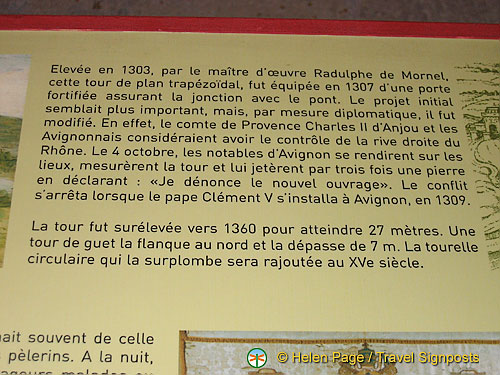 Elevée en 1303, par le maître d'œuvre Radulphe de Mornel,
cette tour de plan trapézoïdal, fut équipée en 1307 d'une porte
fortifiée assurant la jonction avec le pont. Le projet initial
semblait plus important, mais, par mesure diplomatique, il fut
modifié. En effet, le comte de Provence Charles II d'Anjou et les
Avignonnais considéraient avoir le contrôle de la rive droite du
Rhône. Le 4 octobre, les notables d'Avignon se rendirent sur les
lieux, mesurèrent la tour et lui jetèrent par trois fois une pierre
en déclarant : «Je dénonce le nouvel ouvrage». Le conflit
s'arrêta lorsque le pape Clément V s'installa à Avignon, en 1309.
La tour fut surélevée vers 1360 pour atteindre 27 mètres. Une
tour de guet la flanque au nord et la dépasse de 7 m. La tourelle
circulaire qui la surplombe sera rajoutée au XVe siècle.
ait souvent de celle
pèlerins. A la nuit,
malades ou
© Helen Page / Travel Signposts